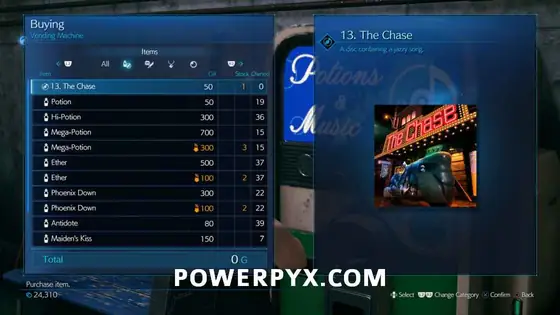 Buying
Vending Machine
Items
All
Item Gil Stock Owned
13. The Chase 50 1 0
Potion 50 19
Hi-Potion 300 36
Mega-Potion 700 15
Mega-Potion 300 3 15
Ether 500 37
Ether 100 2 37
Phoenix Down 300 22
Phoenix Down 100 2 22
Antidote 80 39
Maiden's Kiss 150 7
Total 0 G
Purchase item.
24,310
Potions
&
Music
13. The Chase
A disc containing a jazzy song.
The Chase
POWERPYX.COM
Select Change Category Confirm Back